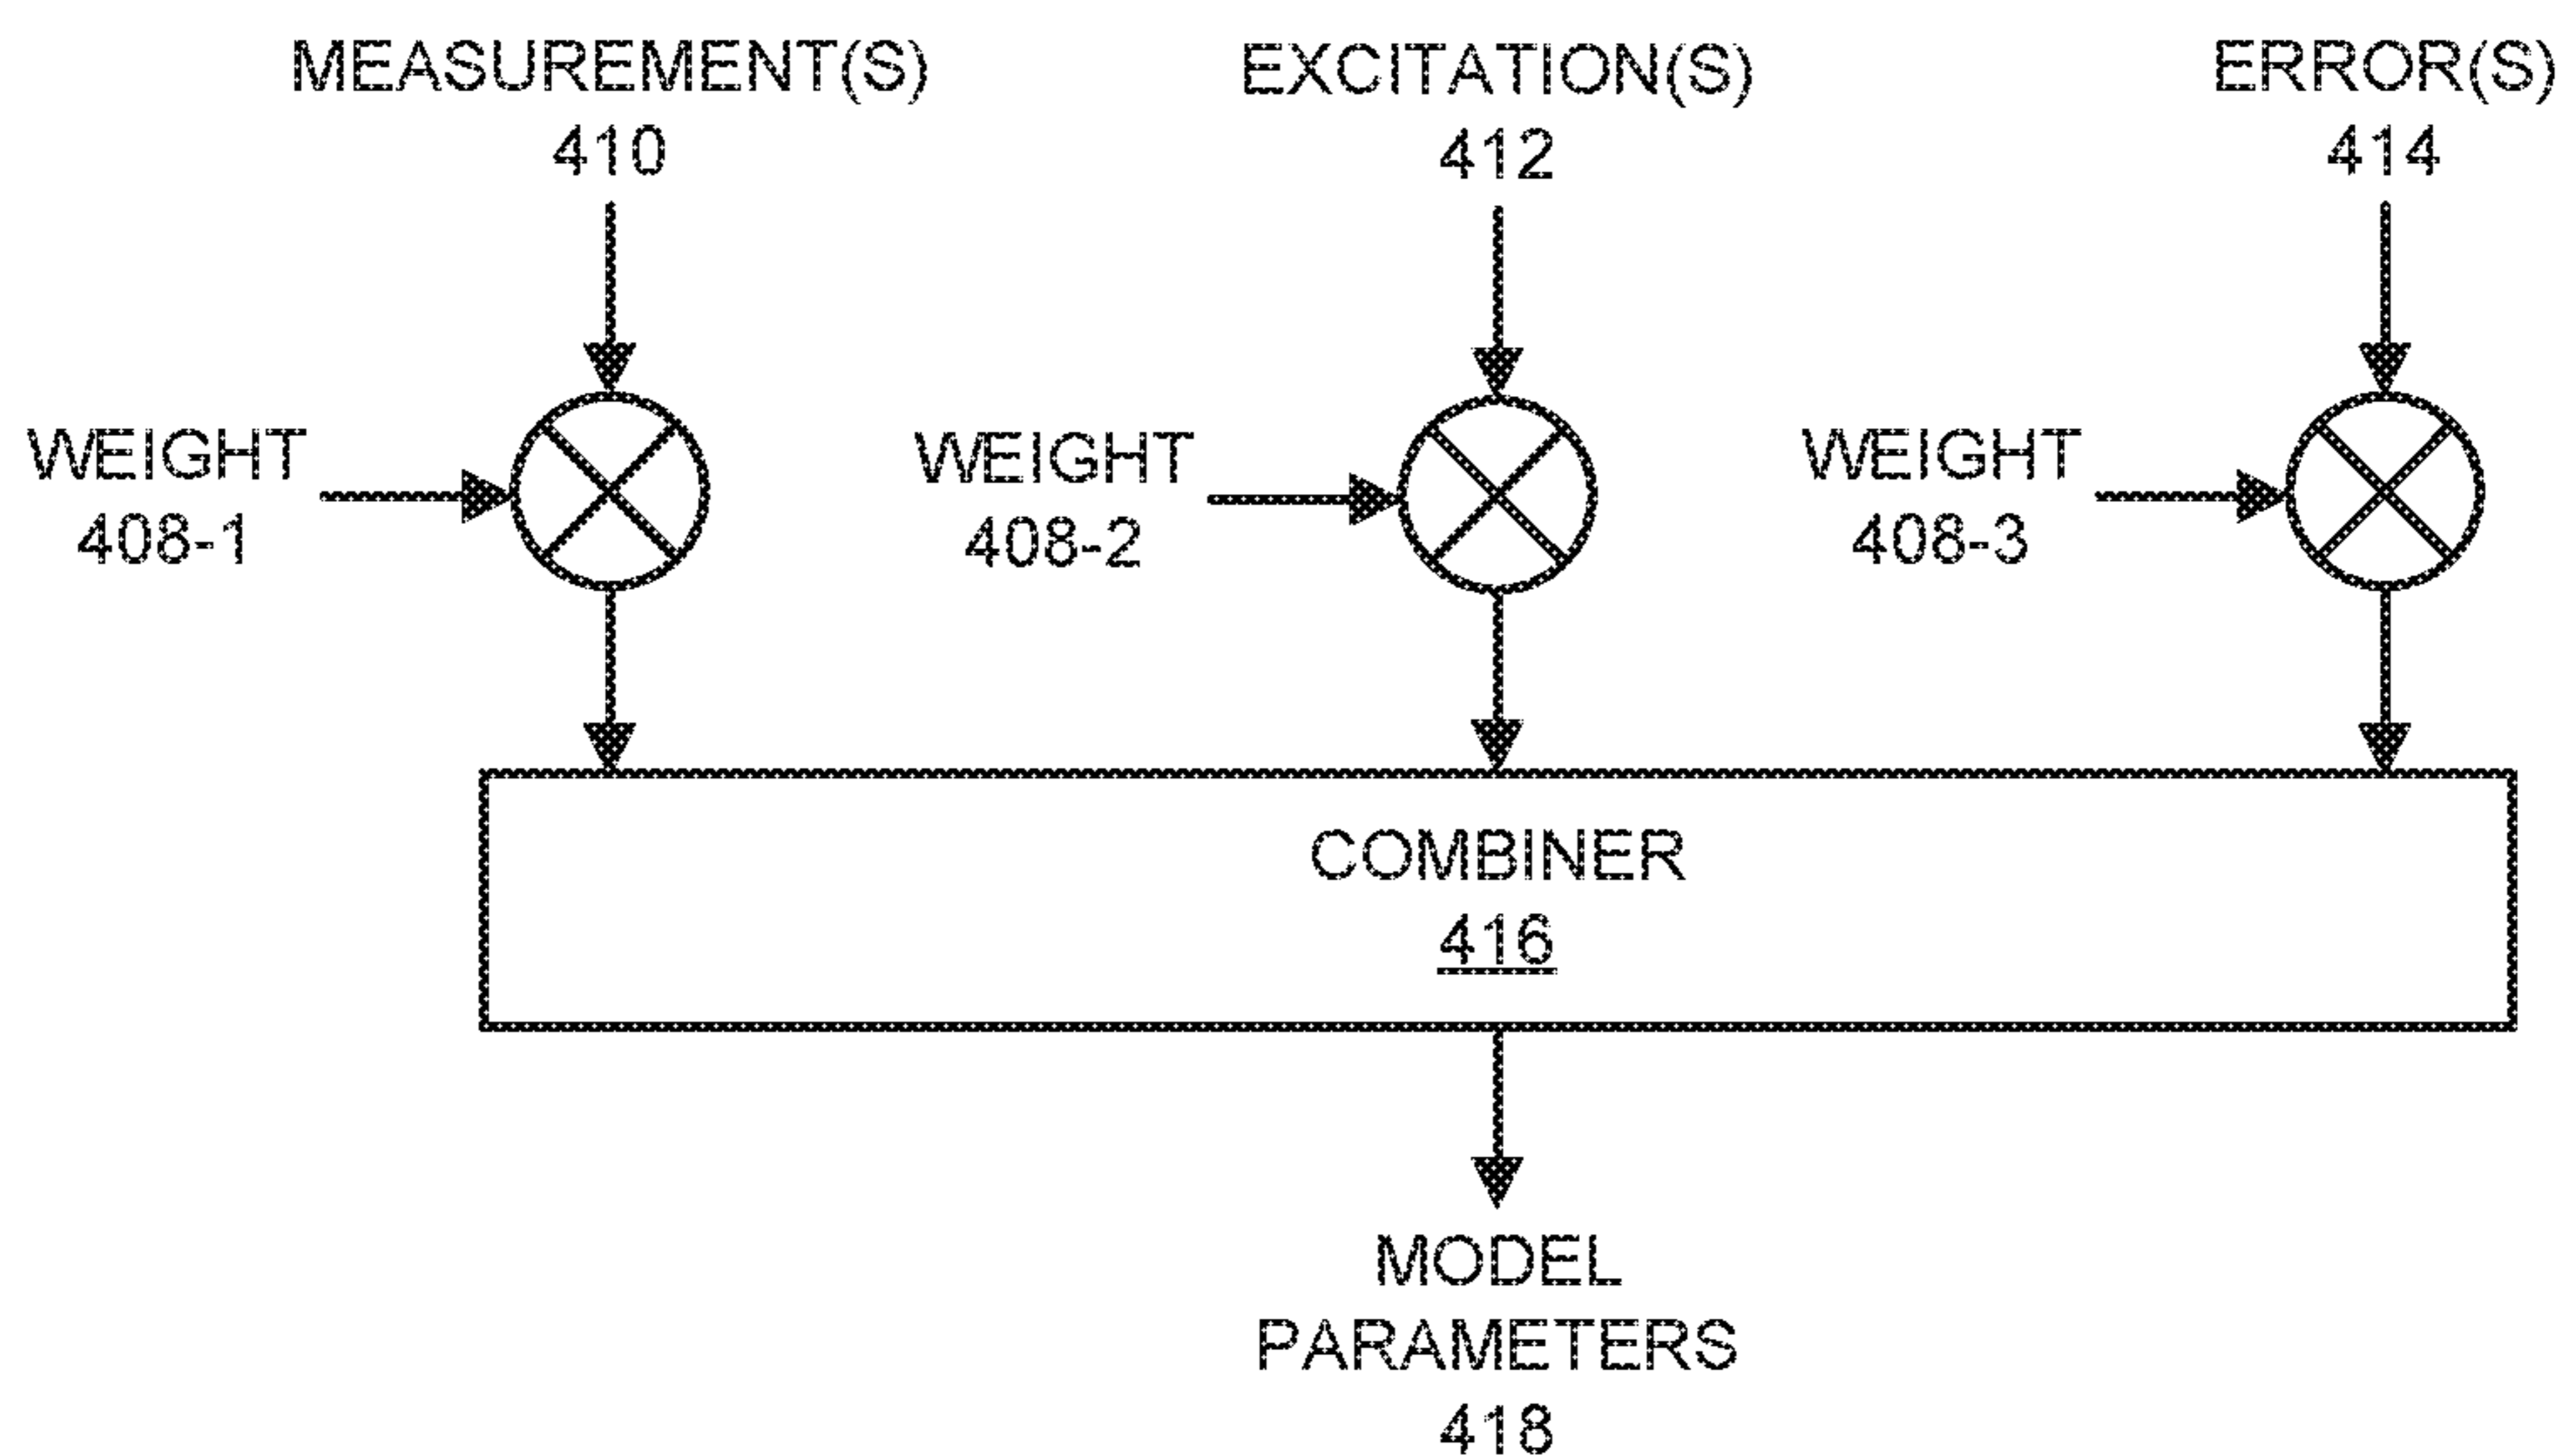 MEASUREMENT(S)
410
EXCITATION(S)
412
ERROR(S)
414
WEIGHT
408-1
WEIGHT
408-2
WEIGHT
408-3
COMBINER
416
MODEL
PARAMETERS
418